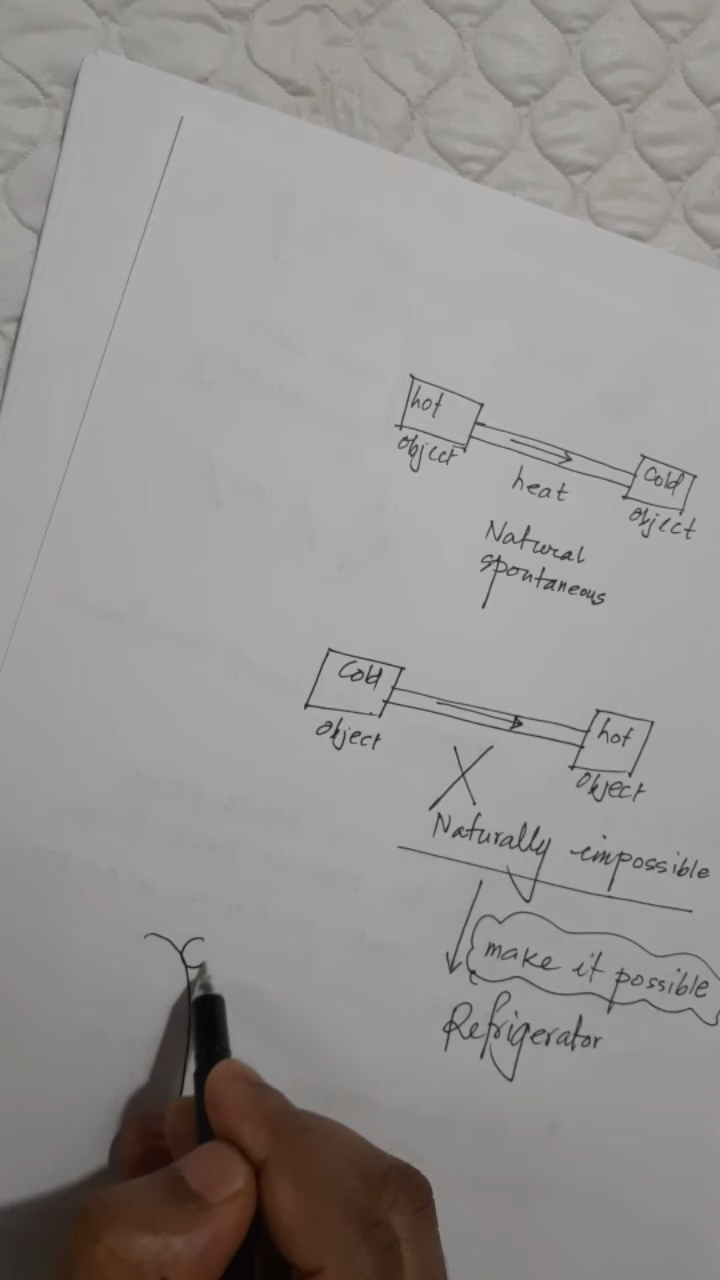 hot
object
heat
Cold
object
Natural
spontaneous
Cold
object
hot
object
X
Naturally impossible
make it possible
Refrigerator